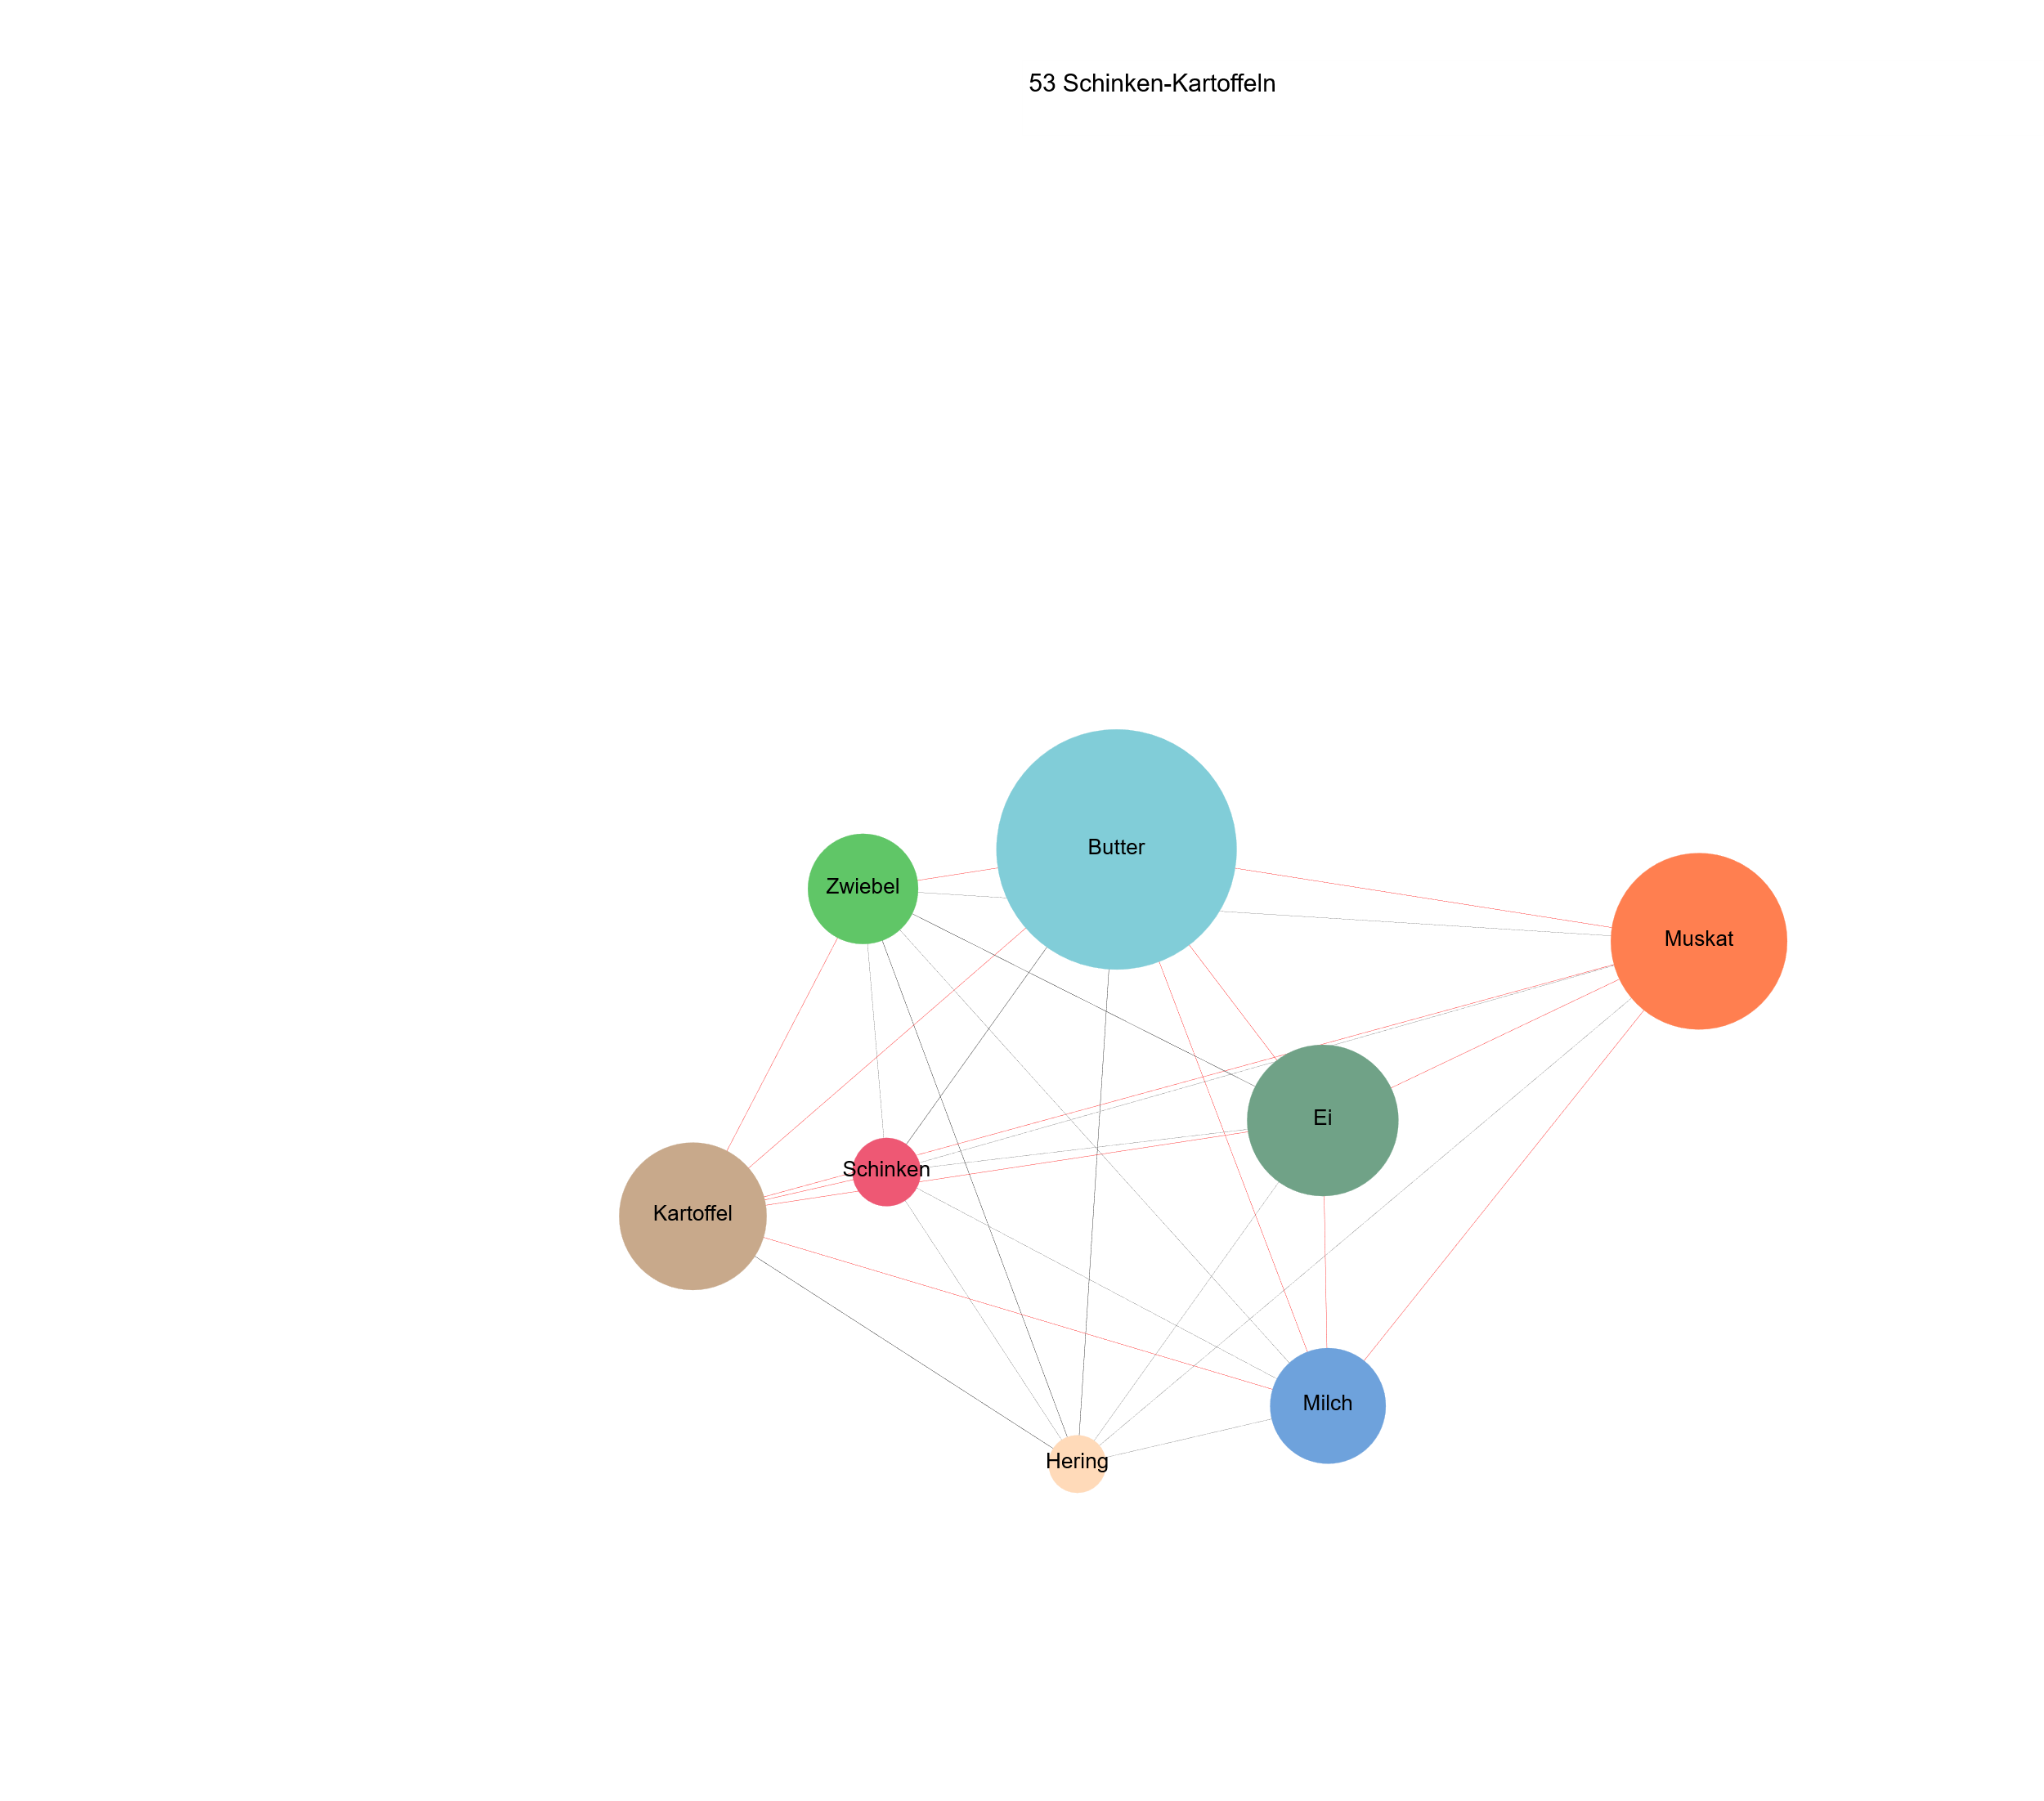 53 Schinken-Kartoffeln
Butter
Zwiebel
Muskat
Ei
Schinken
Kartoffel
Milch
Hering